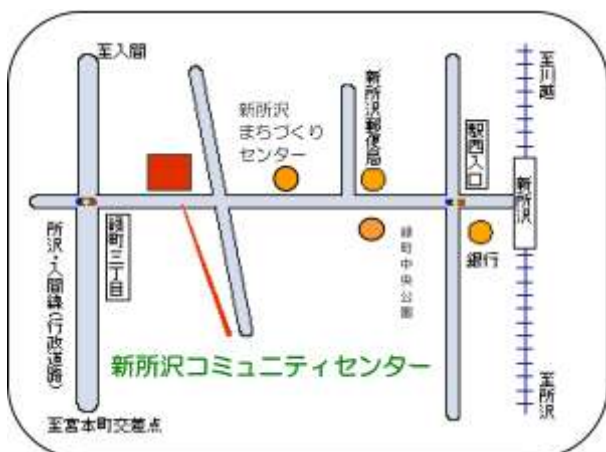 至入間
新所沢
まちづくり
センター
新所沢郵便局
駅西入口
至川越
新所沢
所沢・入間線(行政道路)
緑町三丁目
緑町中央公園
銀行
新所沢コミュニティセンター
至宮本町交差点
至所沢